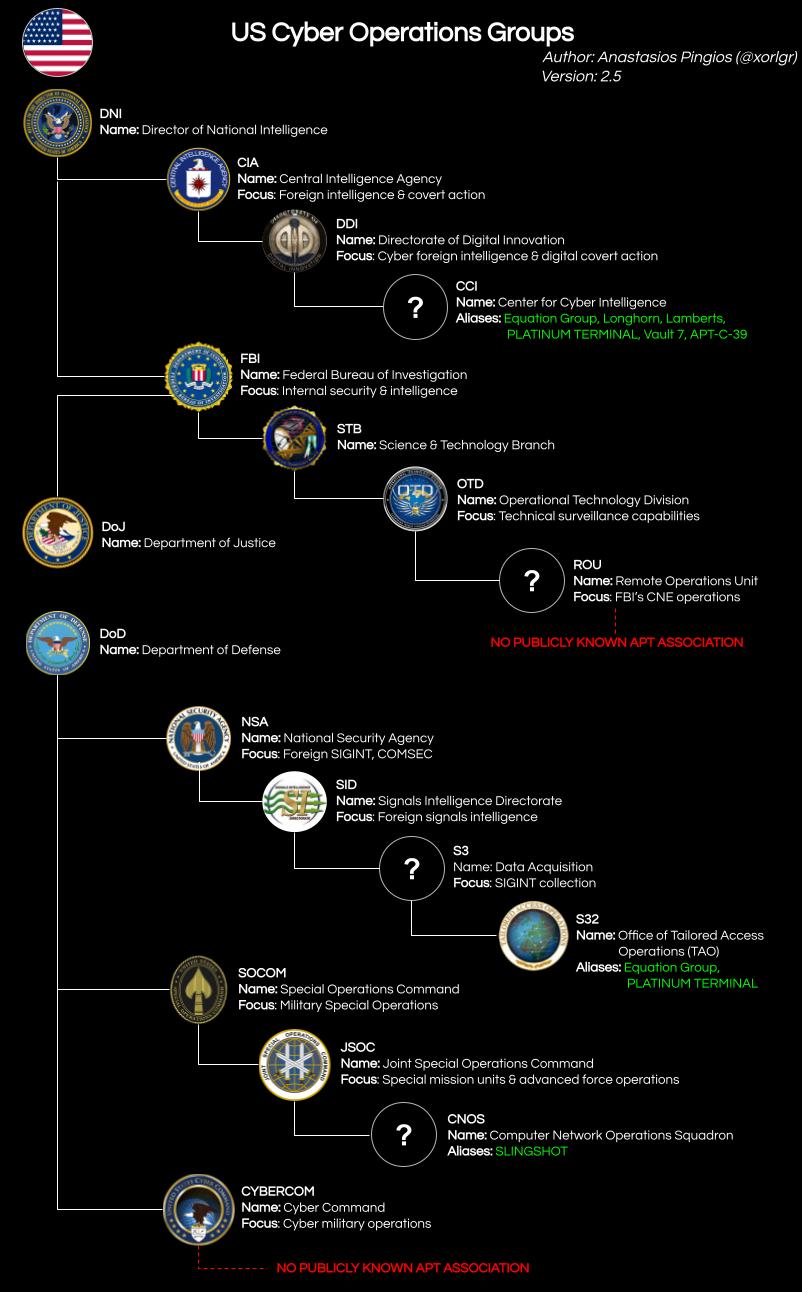 US Cyber Operations Groups
Author: Anastasios Pingios (@xorlgr)
Version: 2.5
DNI
Name: Director of National Intelligence
CIA
Name: Central Intelligence Agency
Focus: Foreign intelligence & covert action
DDI
Name: Directorate of Digital Innovation
Focus: Cyber foreign intelligence & digital covert action
?
CCI
Name: Center for Cyber Intelligence
Aliases: Equation Group, Longhorn, Lamberts,
PLATINUM TERMINAL, Vault 7, APT-C-39
FBI
Name: Federal Bureau of Investigation
Focus: Internal security & intelligence
STB
Name: Science & Technology Branch
OTD
OTD
Name: Operational Technology Division
Focus: Technical surveillance capabilities
DoJ
Name: Department of Justice
?
ROU
Name: Remote Operations Unit
Focus: FBI's CNE operations
NO PUBLICLY KNOWN APT ASSOCIATION
DoD
Name: Department of Defense
NSA
Name: National Security Agency
Focus: Foreign SIGINT, COMSEC
SI
SID
Name: Signals Intelligence Directorate
Focus: Foreign signals intelligence
?
S3
Name: Data Acquisition
Focus: SIGINT collection
S32
Name: Office of Tailored Access
Operations (TAO)
Aliases: Equation Group,
PLATINUM TERMINAL
SOCOM
Name: Special Operations Command
Focus: Military Special Operations
JOINT SPECIAL OPERATIONS COMMAND
JSOC
Name: Joint Special Operations Command
Focus: Special mission units & advanced force operations
?
CNOS
Name: Computer Network Operations Squadron
Aliases: SLINGSHOT
CYBERCOM
Name: Cyber Command
Focus: Cyber military operations
NO PUBLICLY KNOWN APT ASSOCIATION